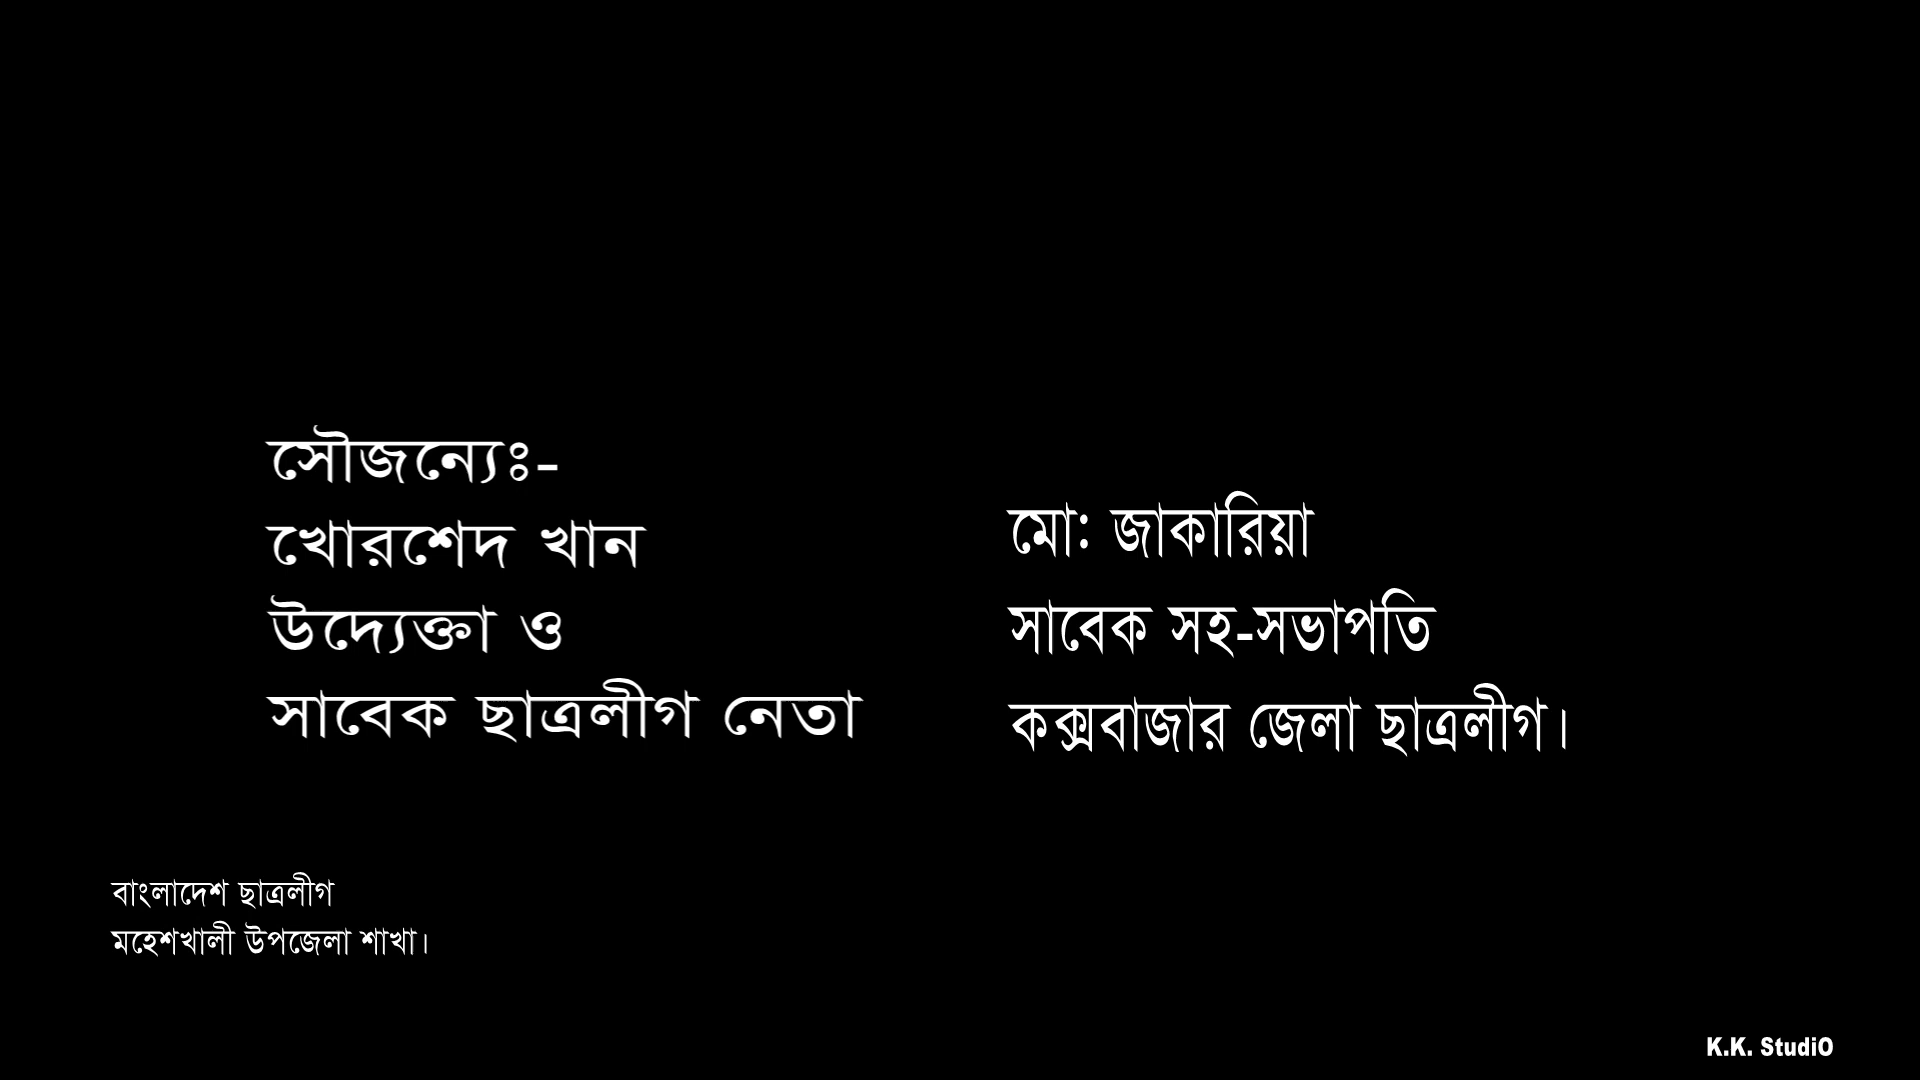 সৌজন্যেঃ-
খোরশেদ খান
উদ্যেক্তা ও
সাবেক ছাত্রলীগ নেতা
মো: জাকারিয়া
সাবেক সহ-সভাপতি
কক্সবাজার জেলা ছাত্রলীগ।
বাংলাদেশ ছাত্রলীগ
মহেশখালী উপজেলা শাখা।
K.K. StudiO